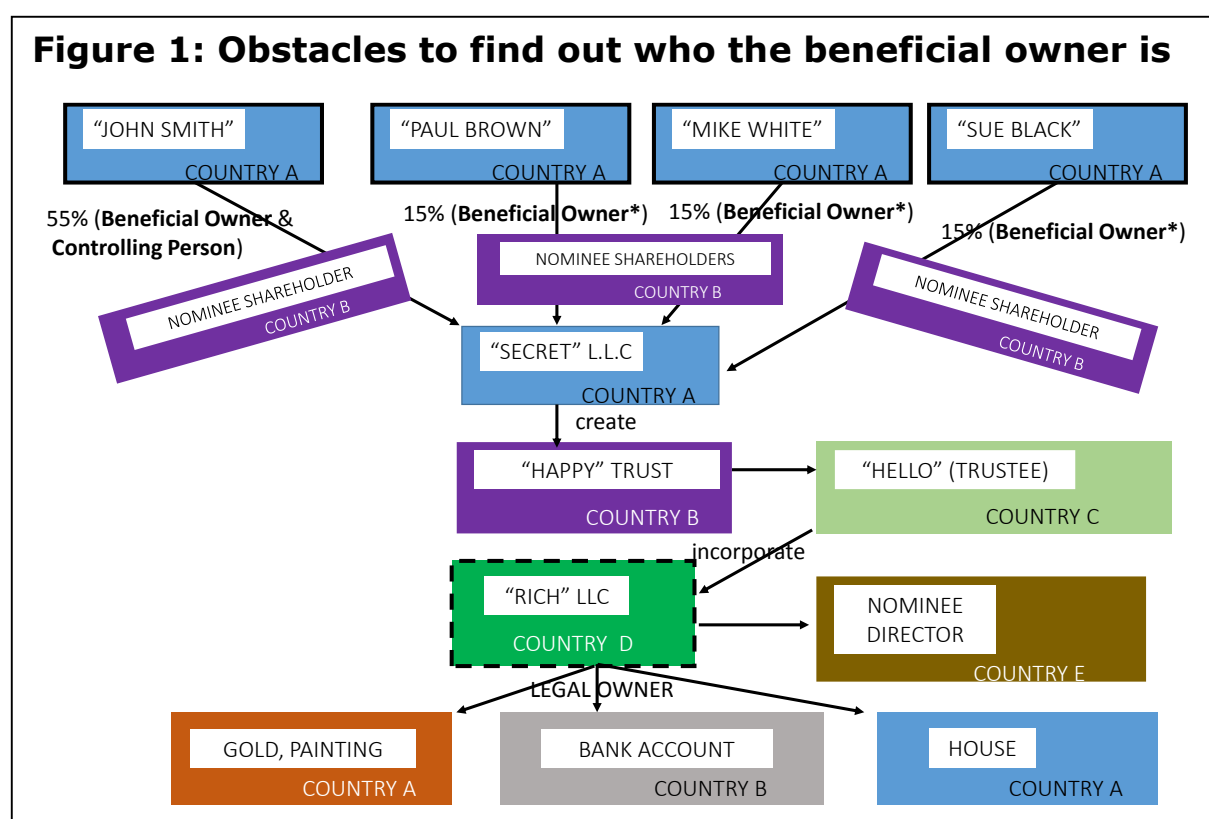 Figure 1: Obstacles to find out who the beneficial owner is
“JOHN SMITH”
COUNTRY A
“PAUL BROWN”
COUNTRY A
“MIKE WHITE”
COUNTRY A
“SUE BLACK”
COUNTRY A
55% (Beneficial Owner &
Controlling Person)
15% (Beneficial Owner*)
15% (Beneficial Owner*)
15% (Beneficial Owner*)
NOMINEE SHAREHOLDER
COUNTRY B
NOMINEE SHAREHOLDERS
COUNTRY B
NOMINEE SHAREHOLDER
COUNTRY B
“SECRET” L.L.C
COUNTRY A
create
“HAPPY” TRUST
COUNTRY B
“HELLO” (TRUSTEE)
COUNTRY C
incorporate
“RICH” LLC
COUNTRY D
NOMINEE
DIRECTOR
COUNTRY E
LEGAL OWNER
GOLD, PAINTING
COUNTRY A
BANK ACCOUNT
COUNTRY B
HOUSE
COUNTRY A